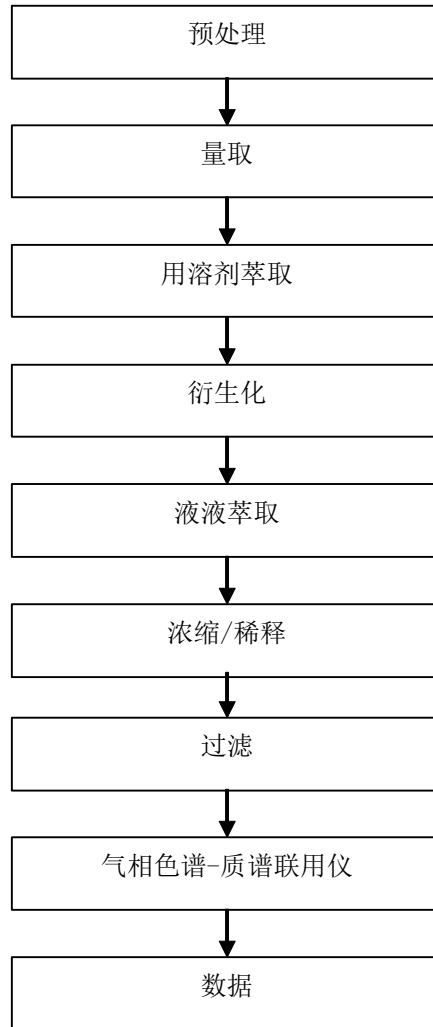 预处理
量取
用溶剂萃取
衍生化
液液萃取
浓缩/稀释
过滤
气相色谱-质谱联用仪
数据